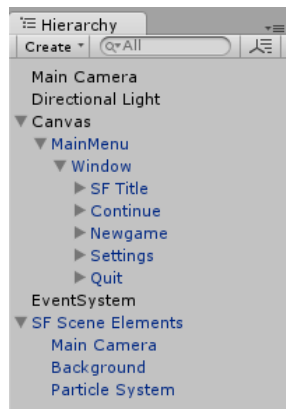 Hierarchy
Create All
Main Camera
Directional Light
Canvas
MainMenu
Window
SF Title
Continue
Newgame
Settings
Quit
EventSystem
SF Scene Elements
Main Camera
Background
Particle System